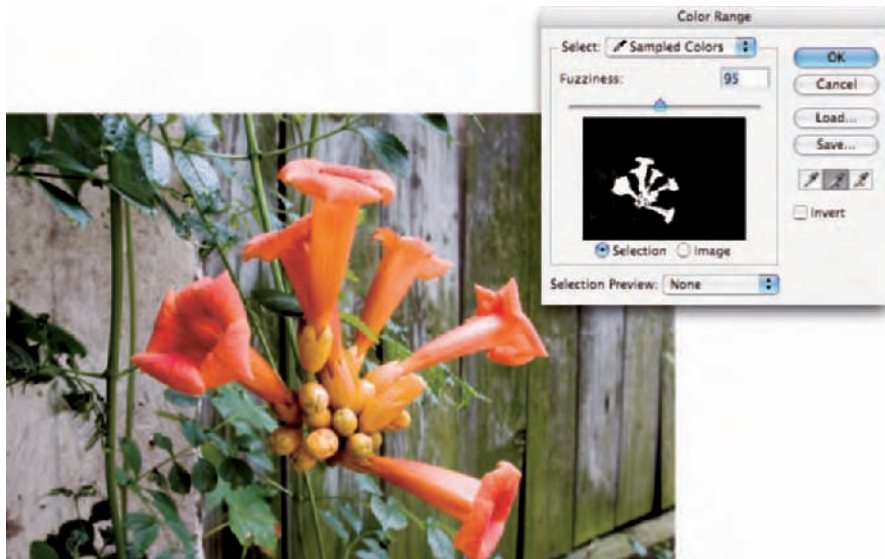 Color Range
Select: Sampled Colors
OK
Fuzziness: 95
Cancel
Load...
Save...
Invert
Selection Image
Selection Preview: None